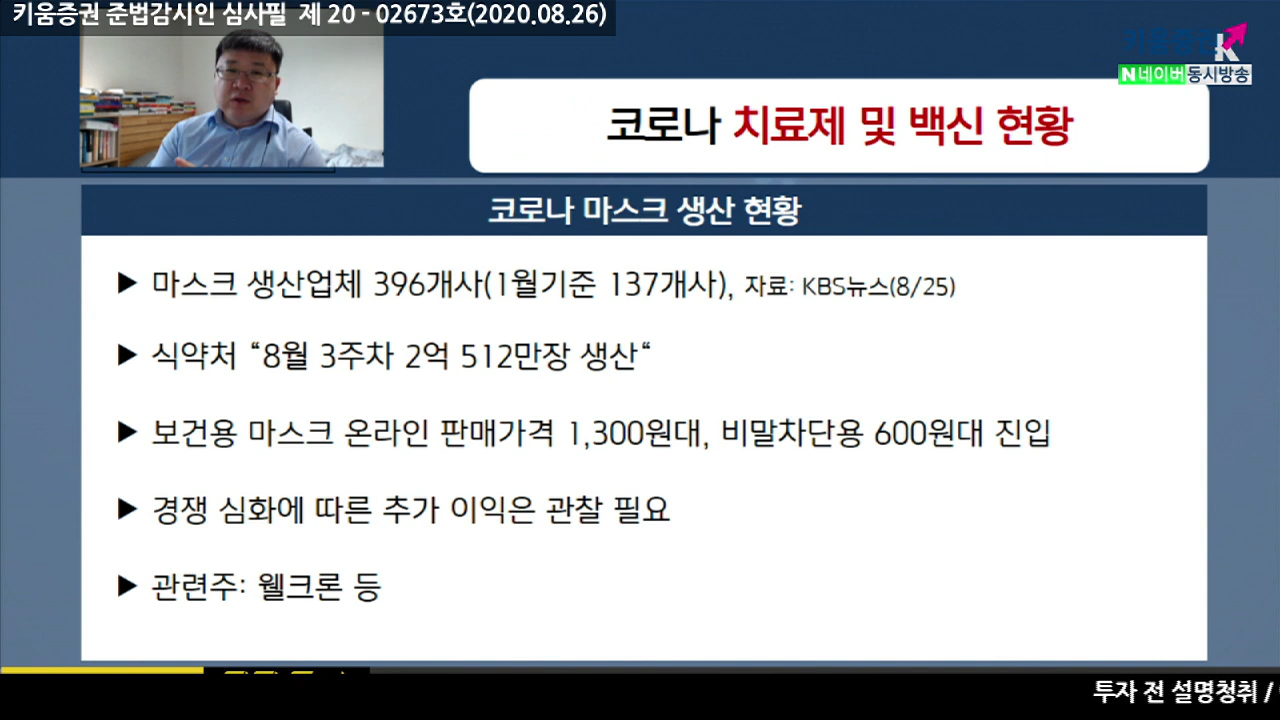 키움증권 준법감시인 심사필 제 20 - 02673호(2020.08.26)
키움증권
N 네이버 동시방송
코로나 치료제 및 백신 현황
코로나 마스크 생산 현황
▶ 마스크 생산업체 396개사(1월기준 137개사), 자료: KBS뉴스(8/25)
▶ 식약처 “8월 3주차 2억 512만장 생산“
▶ 보건용 마스크 온라인 판매가격 1,300원대, 비말차단용 600원대 진입
▶ 경쟁 심화에 따른 추가 이익은 관찰 필요
▶ 관련주: 웰크론 등
투자 전 설명청취 /